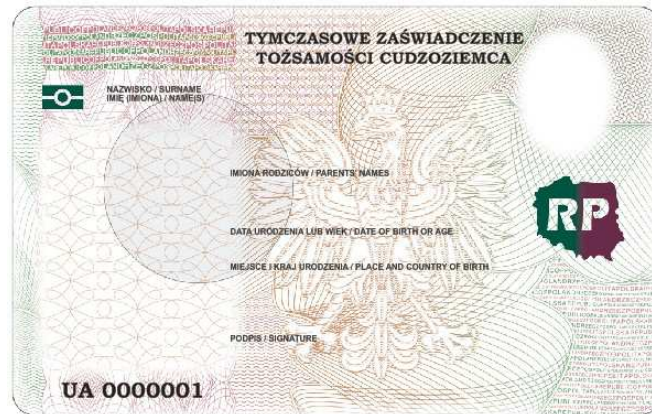 TYMCZASOWE ZAŚWIADCZENIE
TOŻSAMOŚCI CUDZOZIEMCA
NAZWISKO / SURNAME
IMIĘ (IMIONA) / NAME(S)
IMIONA RODZICÓW / PARENTS' NAMES
DATA URODZENIA LUB WIEK / DATE OF BIRTH OR AGE
RP
MIEJSCE I KRAJ URODZENIA / PLACE AND COUNTRY OF BIRTH
PODPIS / SIGNATURE
UA 0000001